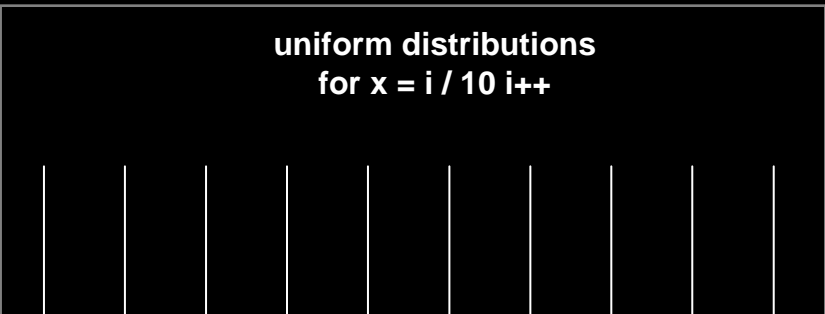 uniform distributions
for x = i / 10 i++